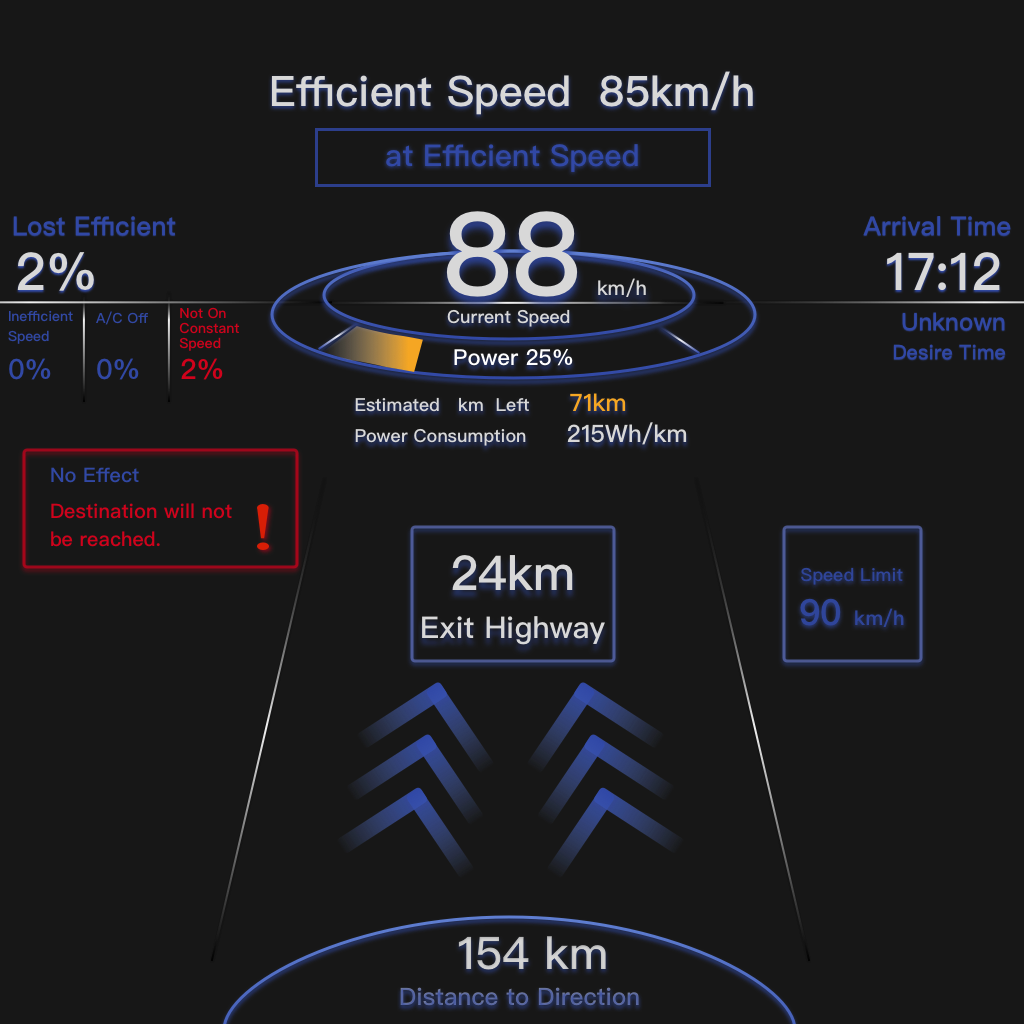 Efficient Speed 85km/h
at Efficient Speed
Lost Efficient
2%
Inefficient
Speed
0%
A/C Off
0%
Not On
Constant
Speed
2%
88 km/h
Current Speed
Power 25%
Estimated km Left 71km
Power Consumption 215Wh/km
Arrival Time
17:12
Unknown
Desire Time
No Effect
Destination will not
be reached.
!
24km
Exit Highway
Speed Limit
90 km/h
154 km
Distance to Direction